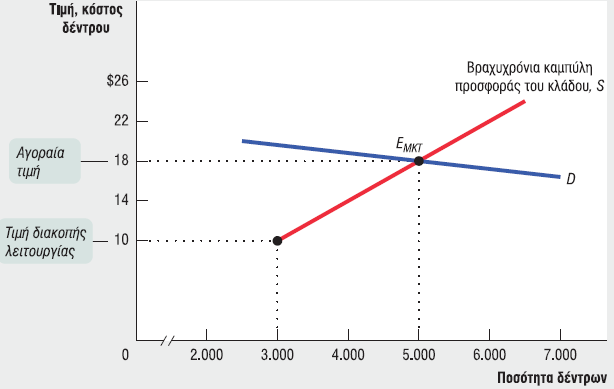 Τιμή, κόστος
δέντρου
$26
22
18
14
10
Αγοραία
τιμή
Τιμή διακοπής
λειτουργίας
Βραχυχρόνια καμπύλη
προσφοράς του κλάδου, S
E_MKT
D
0
2.000
3.000
4.000
5.000
6.000
7.000
Ποσότητα δέντρων